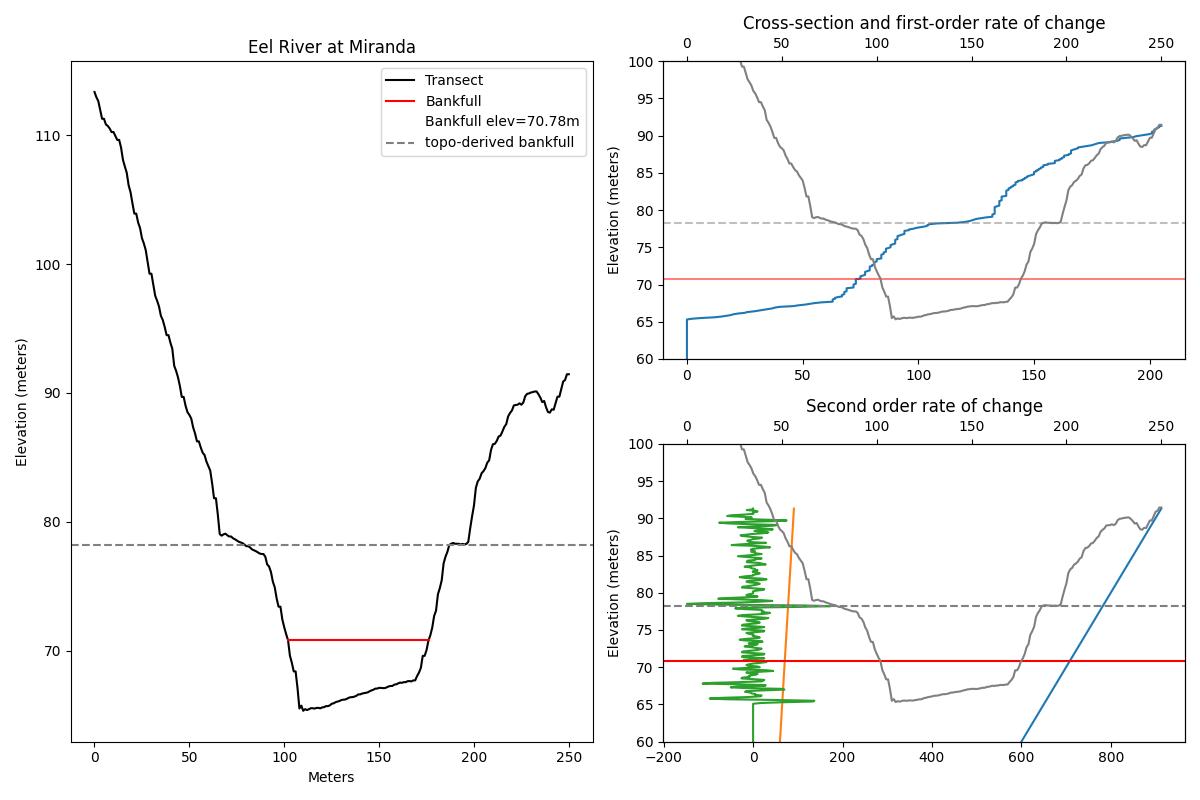 Eel River at Miranda
Transect
Bankfull
Bankfull elev=70.78m
topo-derived bankfull
110
100
90
80
70
Elevation (meters)
0 50 100 150 200 250
Meters
Cross-section and first-order rate of change
0 50 100 150 200 250
100
95
90
85
80
75
70
65
60
Elevation (meters)
0 50 100 150 200
Second order rate of change
0 50 100 150 200 250
100
95
90
85
80
75
70
65
60
Elevation (meters)
−200 0 200 400 600 800